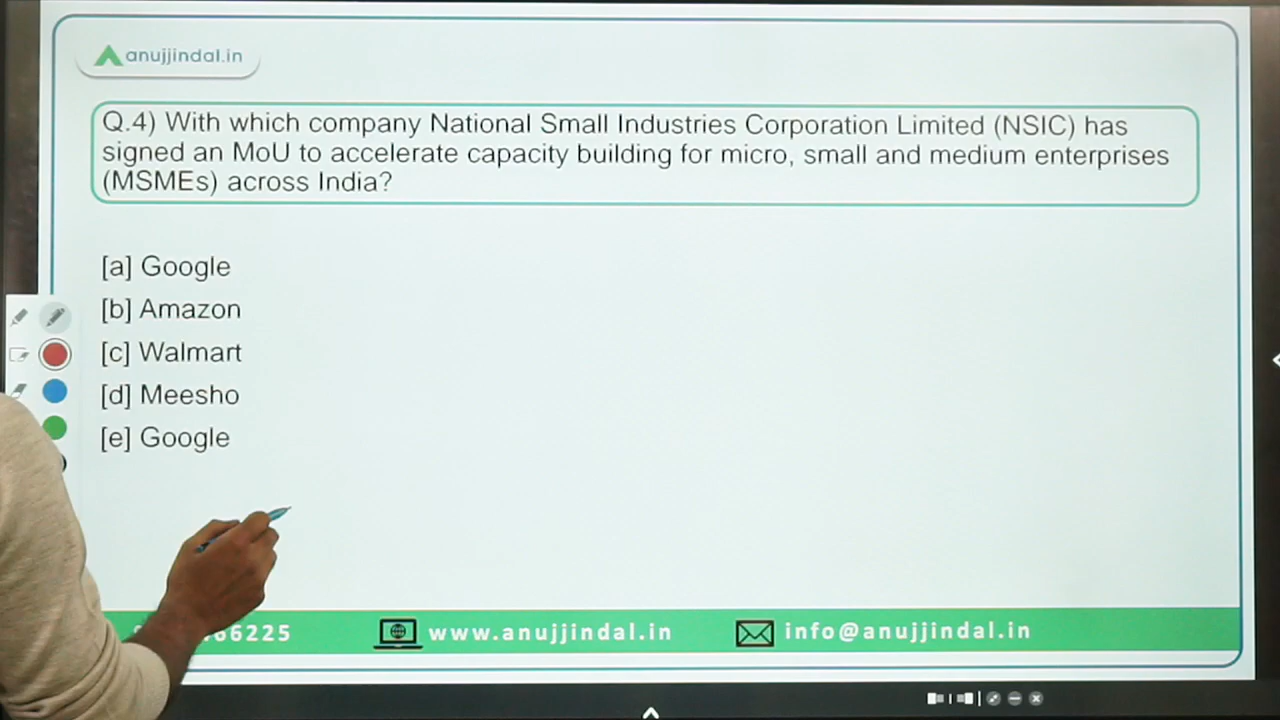 anujjindal.in
Q.4) With which company National Small Industries Corporation Limited (NSIC) has
signed an MoU to accelerate capacity building for micro, small and medium enterprises
(MSMEs) across India?
[a] Google
[b] Amazon
[c] Walmart
[d] Meesho
[e] Google
www.anujjindal.in
info@anujjindal.in